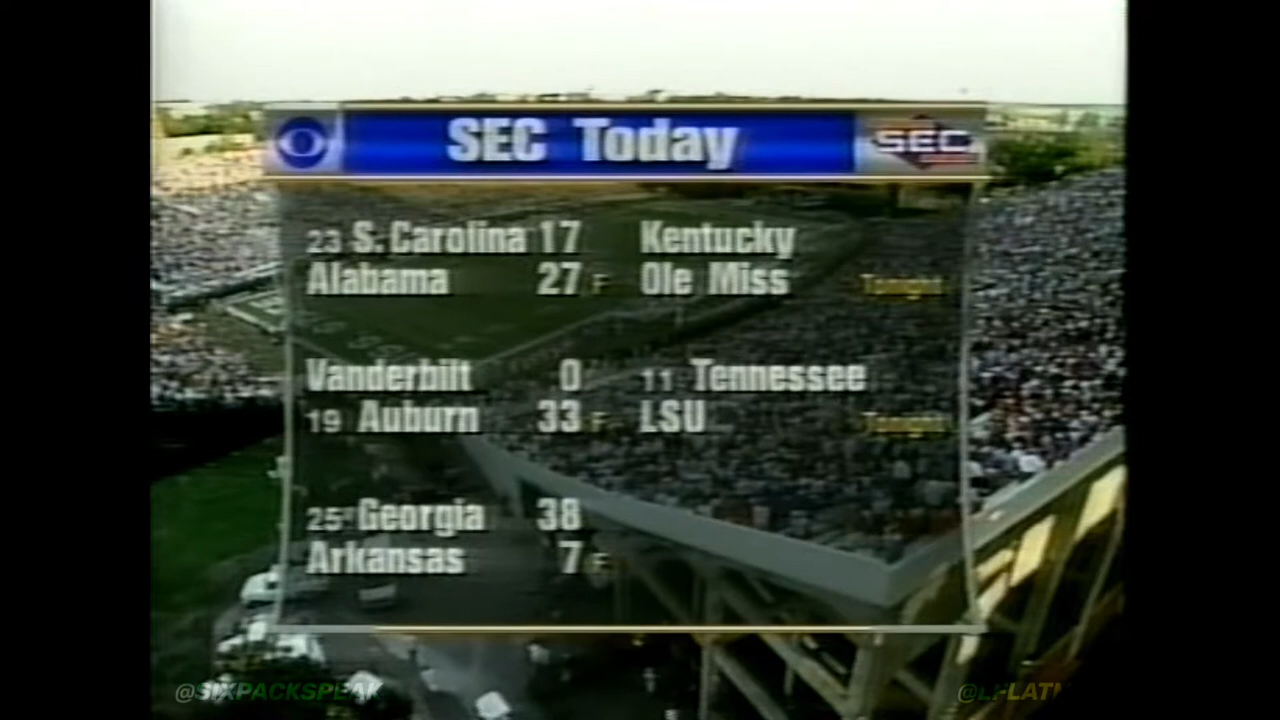 SEC Today
SEC
23 S. Carolina 17
Alabama 27 F
Kentucky
Ole Miss Tonight
Vanderbilt 0
19 Auburn 33 F
11 Tennessee
LSU Tonight
25 Georgia 38
Arkansas 7 F
@SIXPACKSPEAK